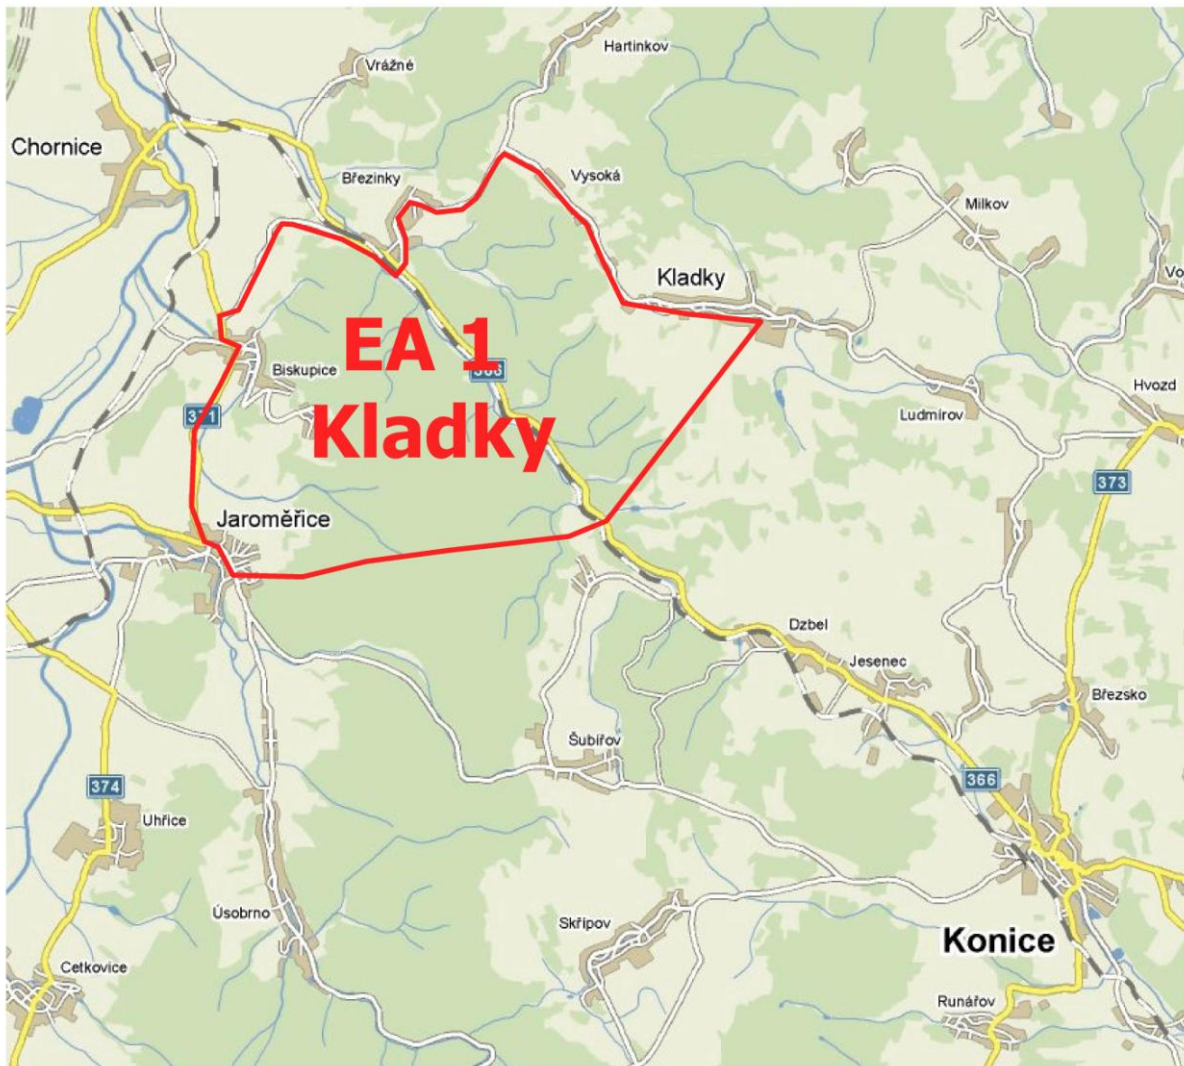 Hartinkov
Vrážné
Chornice
Březinky
Vysoká
Milkov
Kladky
EA 1
Kladky
366
Biskupice
371
Hvozd
Ludmírov
373
Jaroměřice
Dzbel
Jesenec
Březsko
Šubířov
366
374
Úhřice
Úsobrno
Skřípov
Konice
Cetkovice
Runářov